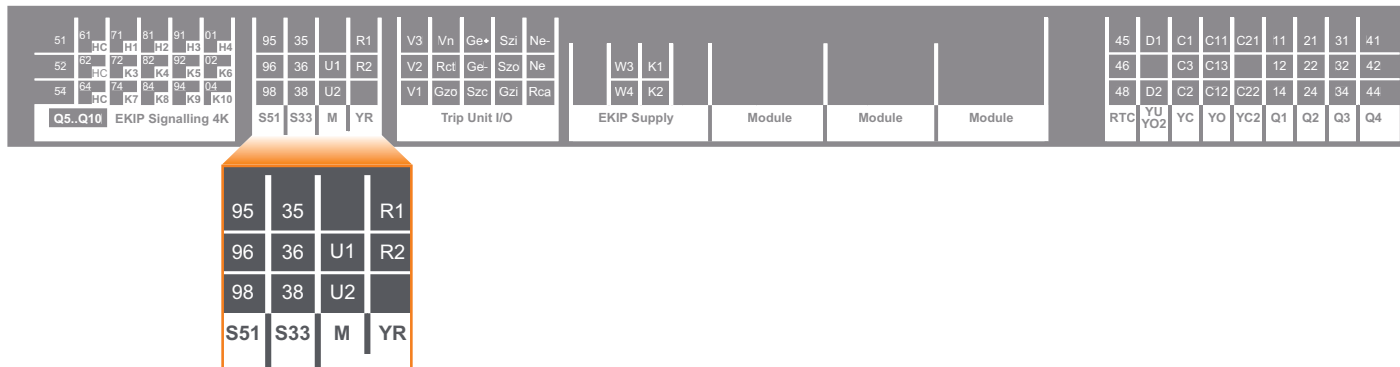 51 61 HC 71 H1 81 H2 91 H3 01 H4 95 35 R1 V3 Vn Ge+ Szi Ne- 45 D1 C1 C11 C21 11 21 31 41
52 62 HC 72 K3 82 K4 92 K5 02 K6 96 36 U1 R2 V2 Rctl Ge- Szo Ne W3 K1 46 C3 C13 12 22 32 42
54 64 HC 74 K7 84 K8 94 K9 04 K10 98 38 U2 V1 Gzo Szc Gzi Rca W4 K2 48 D2 C2 C12 C22 14 24 34 44
Q5..Q10 EKIP Signalling 4K S51 S33 M YR Trip Unit I/O EKIP Supply Module Module Module RTC YU YO2 YC YO YC2 Q1 Q2 Q3 Q4
95 35 R1
96 36 U1 R2
98 38 U2
S51 S33 M YR